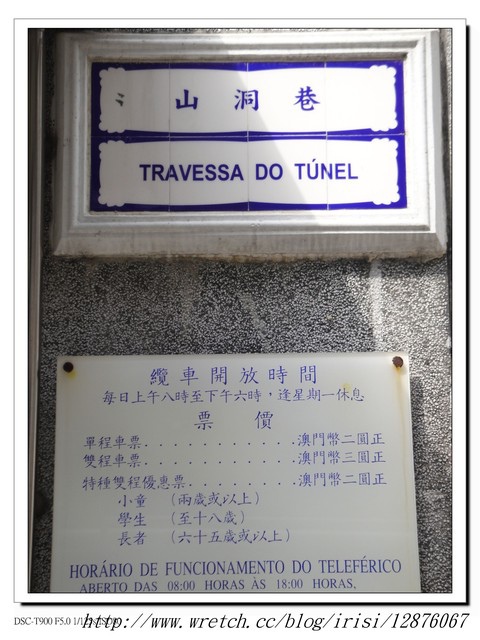 山洞巷
TRAVESSA DO TÚNEL
纜車開放時間
每日上午八時至下午六時，逢星期一休息
票價
單程車票............澳門幣二圓正
雙程車票............澳門幣三圓正
特種雙程優惠票.........澳門幣二圓正
小童 （兩歲或以上）
學生 （至十八歲）
長者 （六十五歲或以上）
HORÁRIO DE FUNCIONAMENTO DO TELEFÉRICO
ABERTO DAS 08:00 HORAS ÀS 18:00 HORAS,
DSC-T900 F5.0
http://www.wretch.cc/blog/irisi/12876067